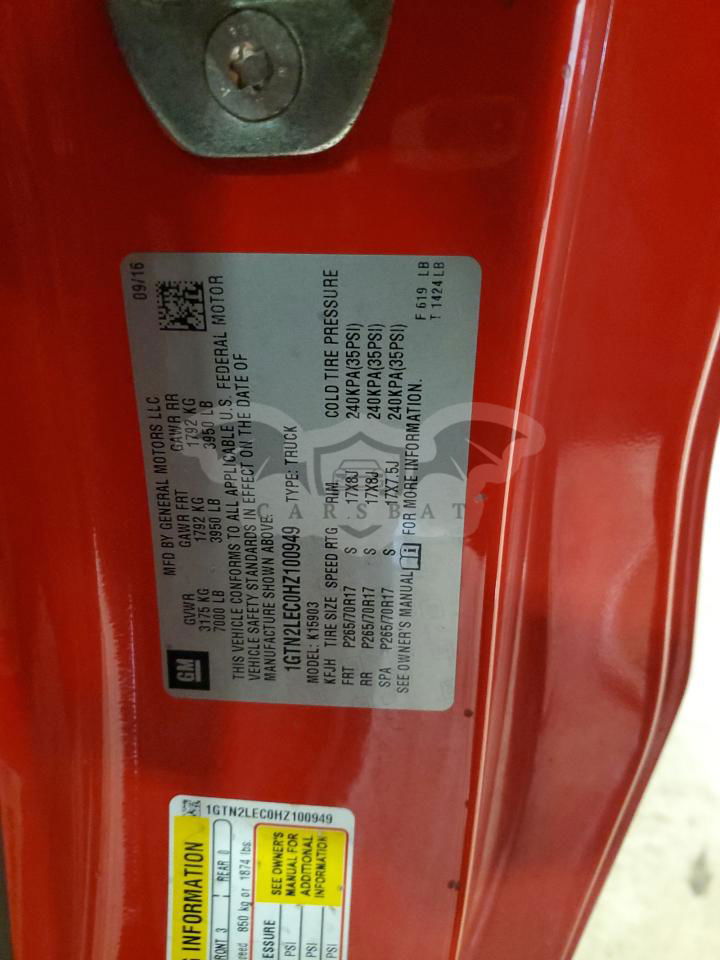 MFD BY GENERAL MOTORS LLC
09/16
GM
GVWR GAWR FRT GAWR RR
3175 KG 1792 KG 1792 KG
7000 LB 3950 LB 3950 LB
THIS VEHICLE CONFORMS TO ALL APPLICABLE U.S. FEDERAL MOTOR
VEHICLE SAFETY STANDARDS IN EFFECT ON THE DATE OF
MANUFACTURE SHOWN ABOVE.
1GTN2LEC0HZ100949 TYPE: TRUCK
MODEL: K15903
KFJH TIRE SIZE SPEED RTG RIM COLD TIRE PRESSURE
FRT P265/70R17 S 17X8J 240KPA(35PSI)
RR P265/70R17 S 17X8J 240KPA(35PSI)
SPA P265/70R17 S 17X7.5J 240KPA(35PSI)
SEE OWNER'S MANUAL FOR MORE INFORMATION.
F 619 LB
T 1424 LB
CARSBAT
1GTN2LEC0HZ100949
INFORMATION
FRONT 3 REAR 0
850 kg or 1874 lbs.
SEE OWNER'S
MANUAL FOR
ADDITIONAL
INFORMATION
PSI
PSI
PSI